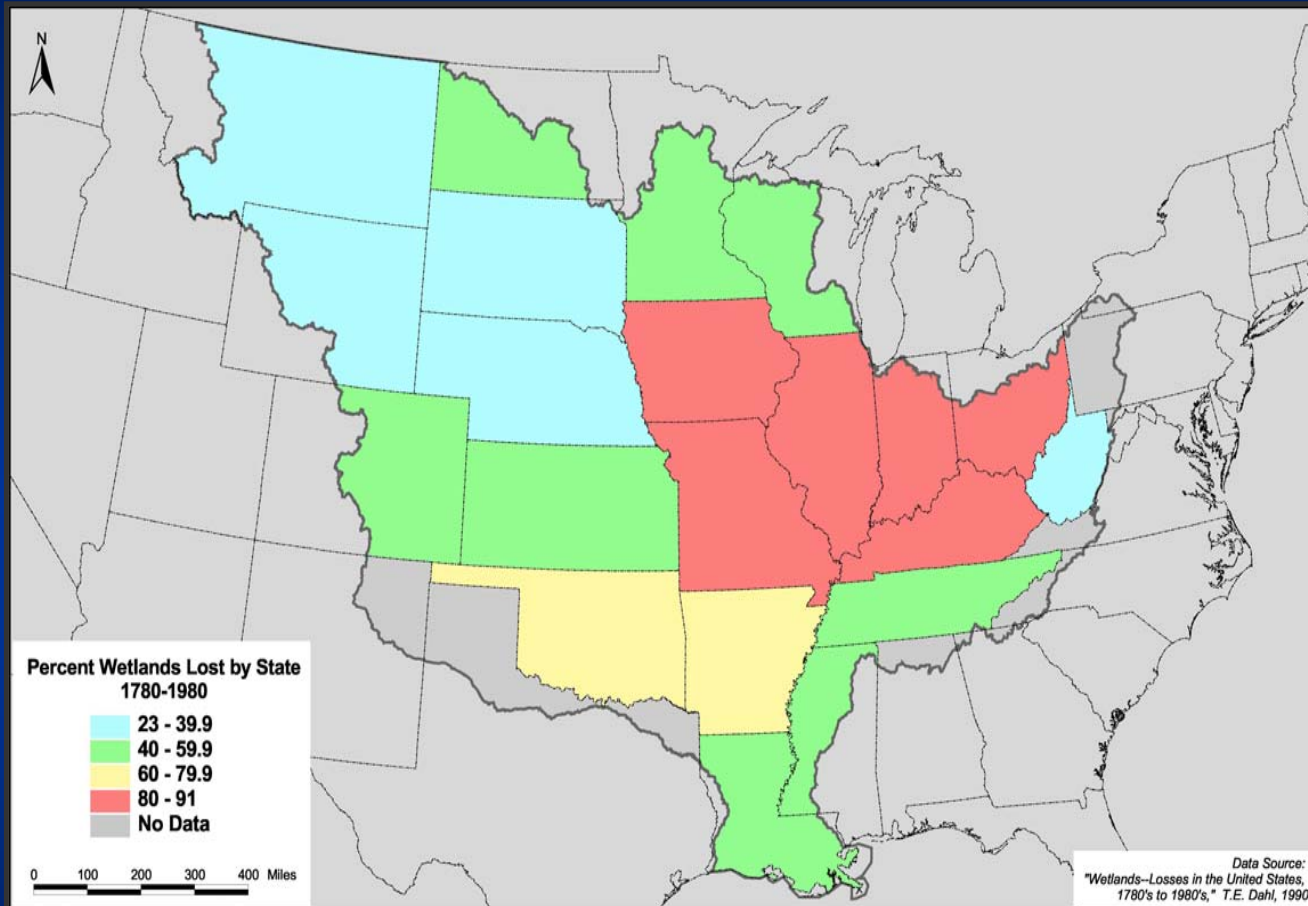 N
Percent Wetlands Lost by State
1780-1980
23 - 39.9
40 - 59.9
60 - 79.9
80 - 91
No Data
0 100 200 300 400 Miles
Data Source:
"Wetlands--Losses in the United States,
1780's to 1980's," T.E. Dahl, 1990